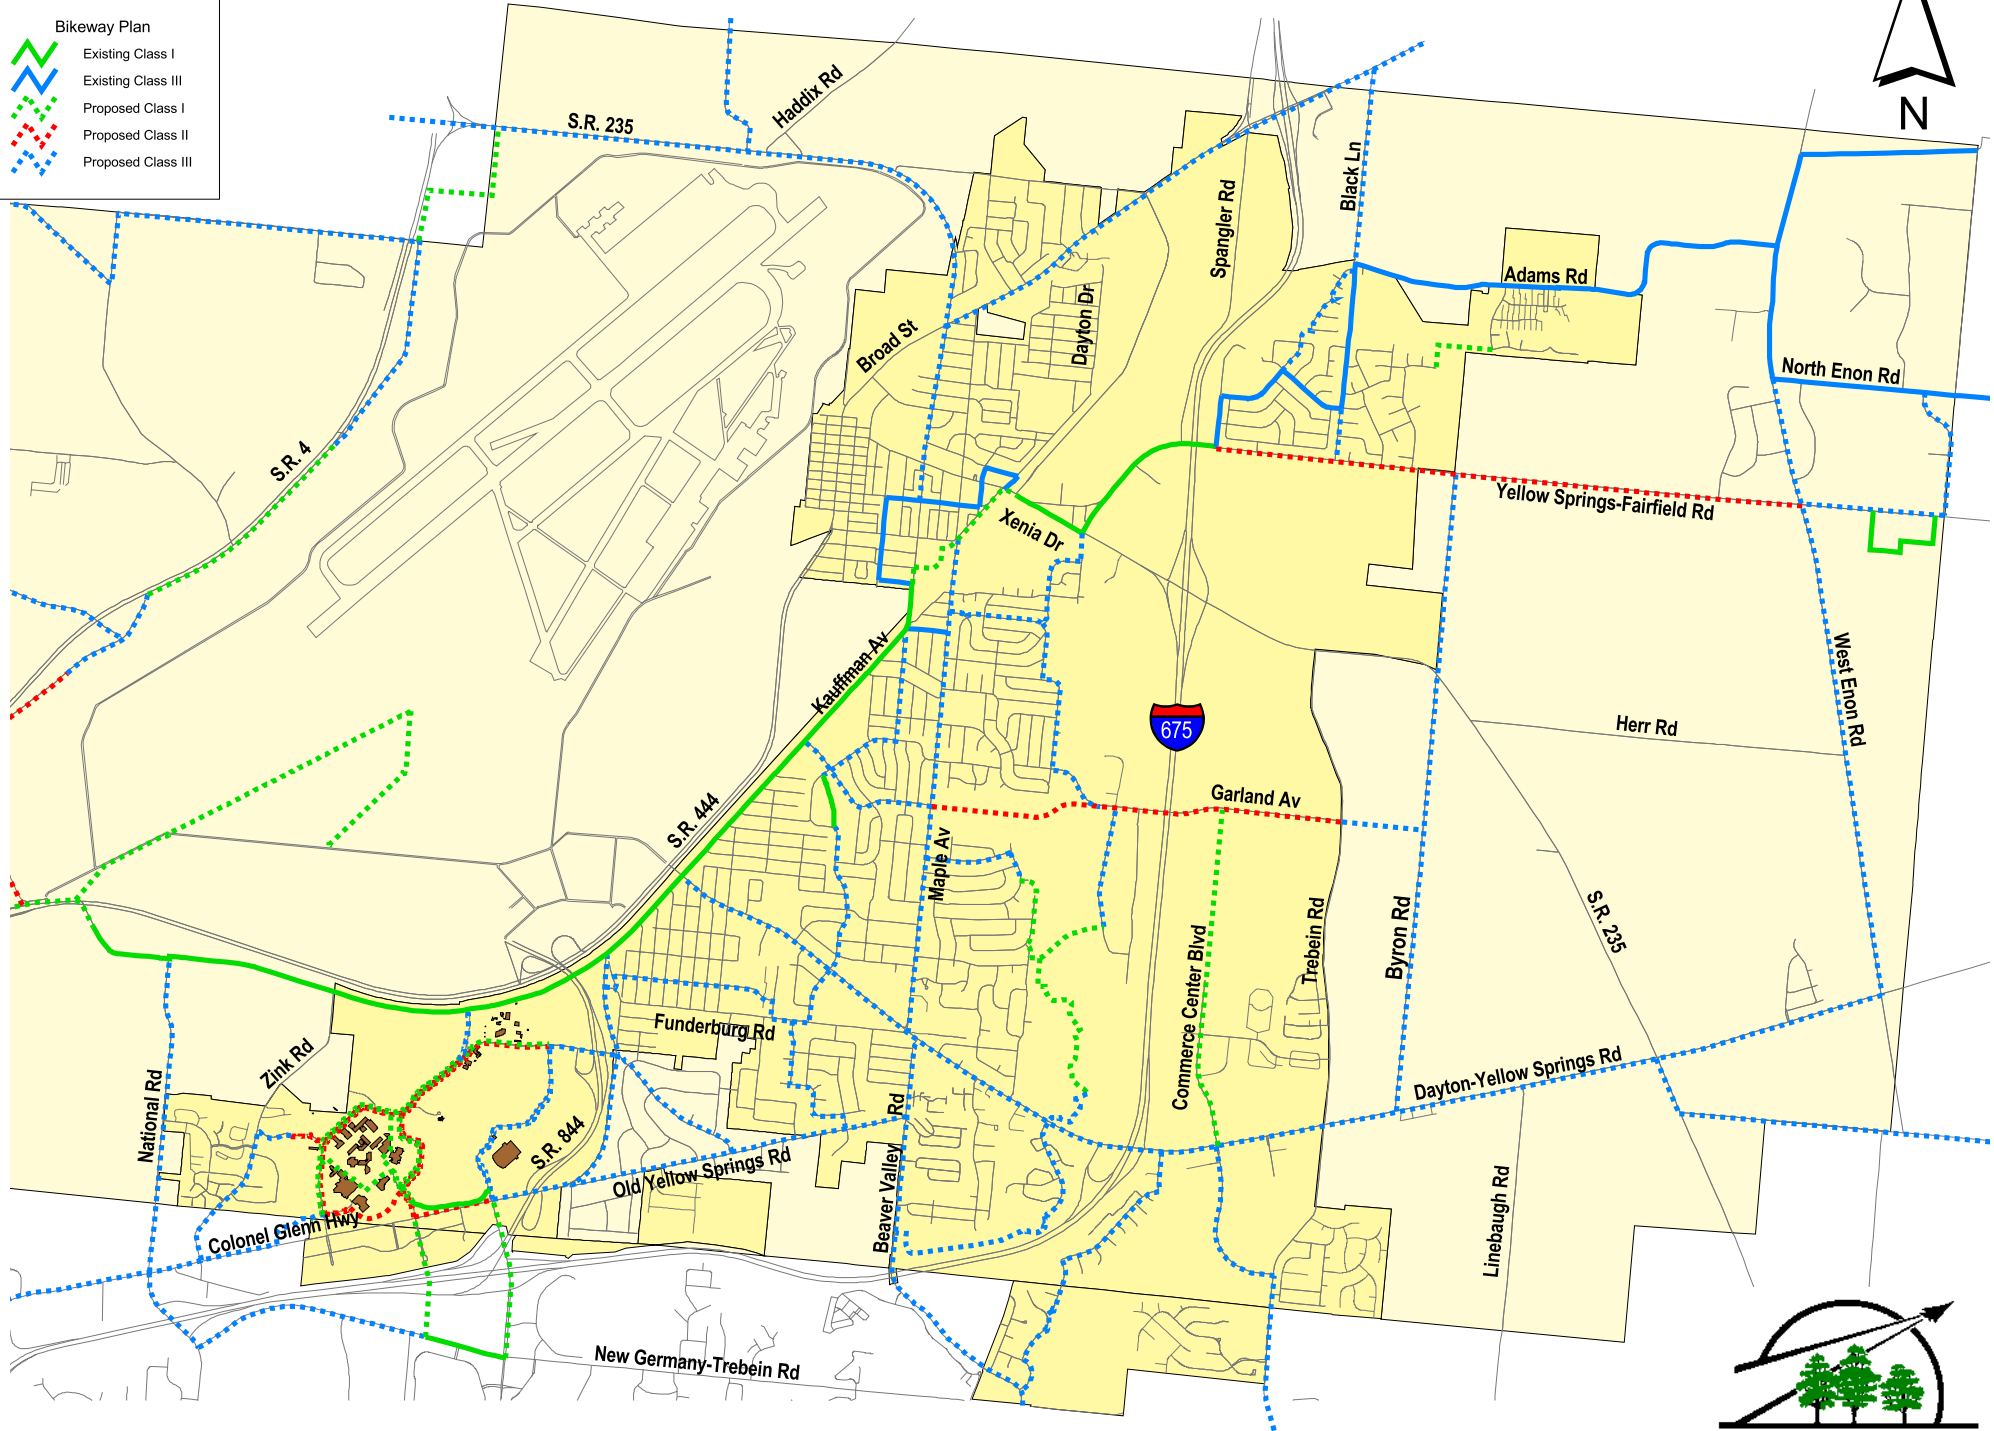 Bikeway Plan
Existing Class I
Existing Class III
Proposed Class I
Proposed Class II
Proposed Class III
N
Haddix Rd
S.R. 235
Black Ln
Spangler Rd
Adams Rd
Dayton Dr
Broad St
North Enon Rd
S.R. 4
Yellow Springs-Fairfield Rd
Xenia Dr
Kauffman Av
West Enon Rd
Herr Rd
675
Garland Av
S.R. 444
Maple Av
S.R. 235
Trebein Rd
Byron Rd
Commerce Center Blvd
Funderburg Rd
Zink Rd
Dayton-Yellow Springs Rd
National Rd
S.R. 844
Old Yellow Springs Rd
Beaver Valley Rd
Linebaugh Rd
Colonel Glenn Hwy
New Germany-Trebein Rd